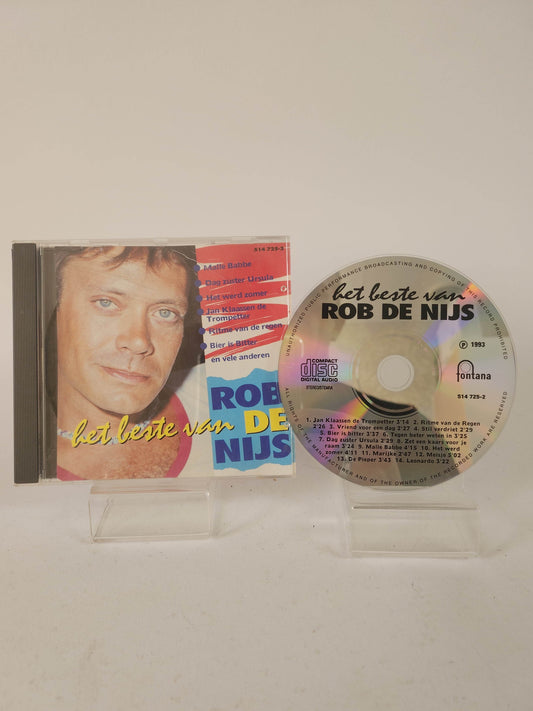 514 725-2
Malle Babbe
Dag zuster Ursula
Het werd zomer
Jan Klaassen de
Trompetter
Ritme van de regen
Bier is Bitter
en vele anderen
het beste van
ROB
DE
NIJS
UNAUTHORIZED PUBLIC PERFORMANCE BROADCASTING AND COPYING OF THIS RECORD PROHIBITED
het beste van
ROB DE NIJS
COMPACT
disc
DIGITAL AUDIO
STEREO
℗ 1993
fontana
514 725-2
1. Jan Klaassen de Trompetter 3'14 2. Ritme van de Regen
2'26 3. Vriend voor een dag 2'27 4. Stil verdriet 2'29
5. Bier is bitter 3'37 6. Tegen beter weten in 3'25
7. Dag zuster Ursula 2'29 8. Zet een kaars voor je
raam 3'24 9. Malle Babbe 4'15 10. Het werd
zomer 4'11 11. Marijke 2'47 12. Meisje 5'02
13. De Pieper 3'43 14. Leonardo 3'22
ALL RIGHTS OF THE MANUFACTURER AND OF THE OWNER OF THE RECORDED WORK ARE RESERVED